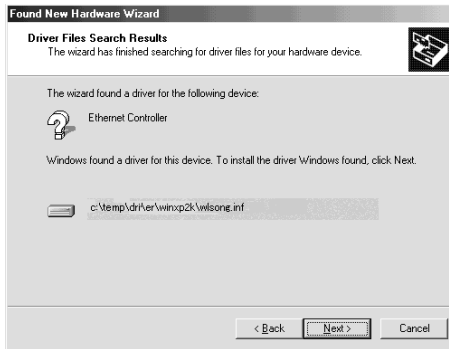 Found New Hardware Wizard
Driver Files Search Results
The wizard has finished searching for driver files for your hardware device.
The wizard found a driver for the following device:
Ethernet Controller
Windows found a driver for this device. To install the driver Windows found, click Next.
c:\temp\dri\er\winxp2k\wlsong.inf
< Back Next > Cancel